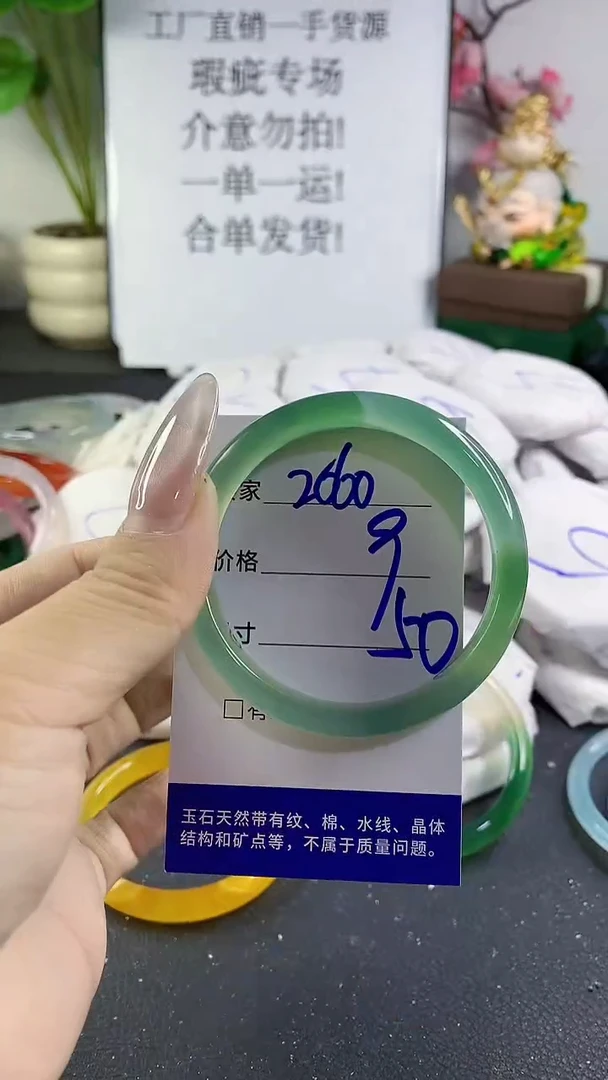 工厂直销一手货源
瑕疵专场
介意勿拍!
一单一运!
合单发货!
家 2660
价格 9
寸 50
玉石天然带有纹、棉、水线、晶体
结构和矿点等，不属于质量问题。